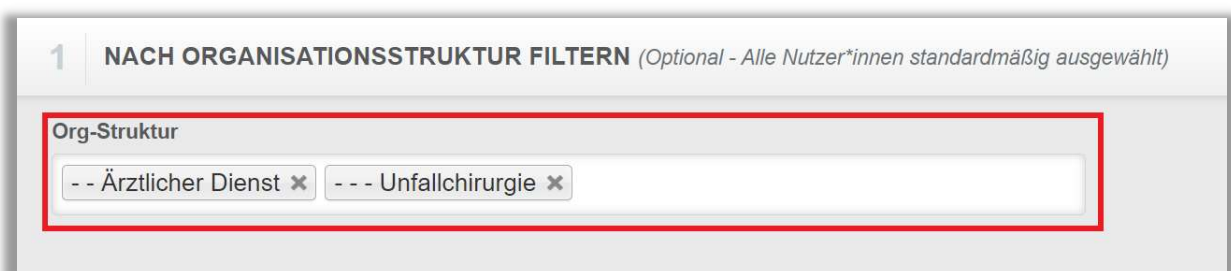 1 NACH ORGANISATIONSSTRUKTUR FILTERN (Optional - Alle Nutzer*innen standardmäßig ausgewählt)
Org-Struktur
- - Ärztlicher Dienst × - - - Unfallchirurgie ×